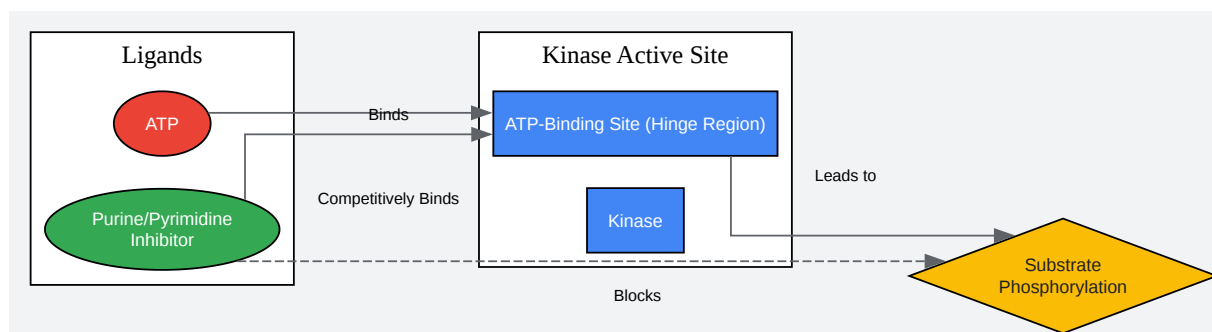 Ligands
Kinase Active Site
ATP
Binds
ATP-Binding Site (Hinge Region)
Leads to
Competitively Binds
Purine/Pyrimidine
Inhibitor
Kinase
Substrate
Phosphorylation
Blocks